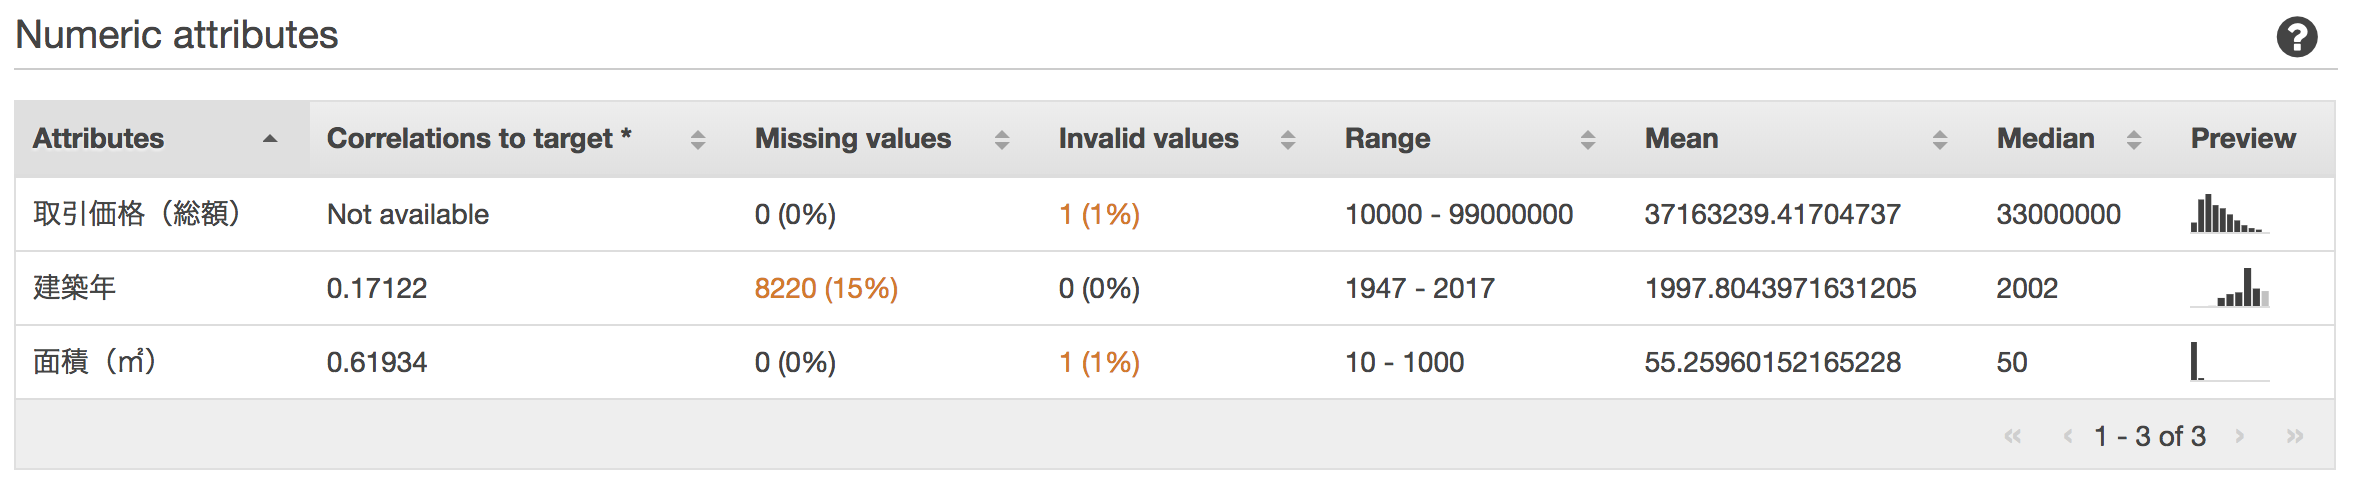 Numeric attributes ?
Attributes Correlations to target * Missing values Invalid values Range Mean Median Preview
取引価格（総額） Not available 0 (0%) 1 (1%) 10000 - 99000000 37163239.41704737 33000000
建築年 0.17122 8220 (15%) 0 (0%) 1947 - 2017 1997.8043971631205 2002
面積（㎡） 0.61934 0 (0%) 1 (1%) 10 - 1000 55.25960152165228 50
« ‹ 1 - 3 of 3 › »